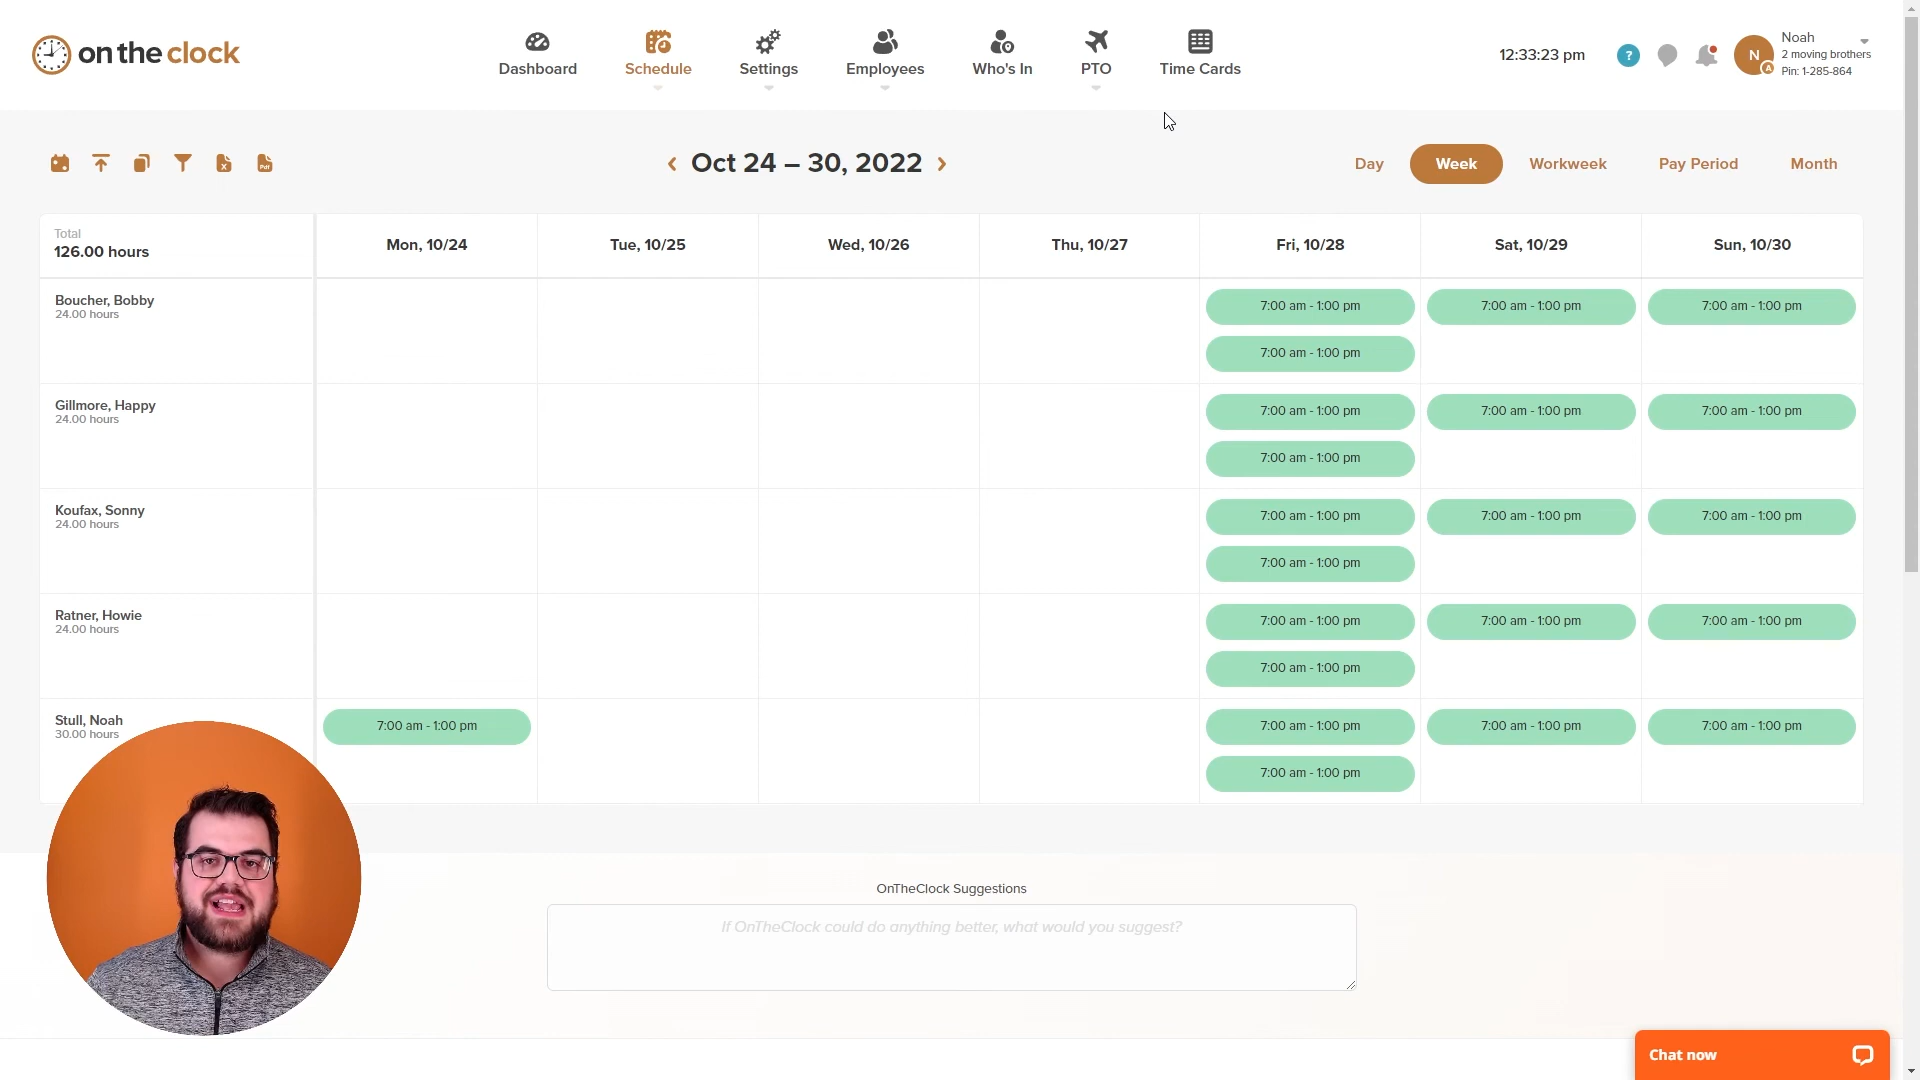 on the clock
Dashboard
Schedule
Settings
Employees
Who's In
PTO
Time Cards
12:33:23 pm
?
N
A
Noah
2 moving brothers
Pin: 1-285-864
X
Pdf
Oct 24 – 30, 2022
Day
Week
Workweek
Pay Period
Month
Total
126.00 hours
Mon, 10/24
Tue, 10/25
Wed, 10/26
Thu, 10/27
Fri, 10/28
Sat, 10/29
Sun, 10/30
Boucher, Bobby
24.00 hours
7:00 am - 1:00 pm
7:00 am - 1:00 pm
7:00 am - 1:00 pm
7:00 am - 1:00 pm
Gillmore, Happy
24.00 hours
7:00 am - 1:00 pm
7:00 am - 1:00 pm
7:00 am - 1:00 pm
7:00 am - 1:00 pm
Koufax, Sonny
24.00 hours
7:00 am - 1:00 pm
7:00 am - 1:00 pm
7:00 am - 1:00 pm
7:00 am - 1:00 pm
Ratner, Howie
24.00 hours
7:00 am - 1:00 pm
7:00 am - 1:00 pm
7:00 am - 1:00 pm
7:00 am - 1:00 pm
Stull, Noah
30.00 hours
7:00 am - 1:00 pm
7:00 am - 1:00 pm
7:00 am - 1:00 pm
7:00 am - 1:00 pm
7:00 am - 1:00 pm
OnTheClock Suggestions
If OnTheClock could do anything better, what would you suggest?
Chat now